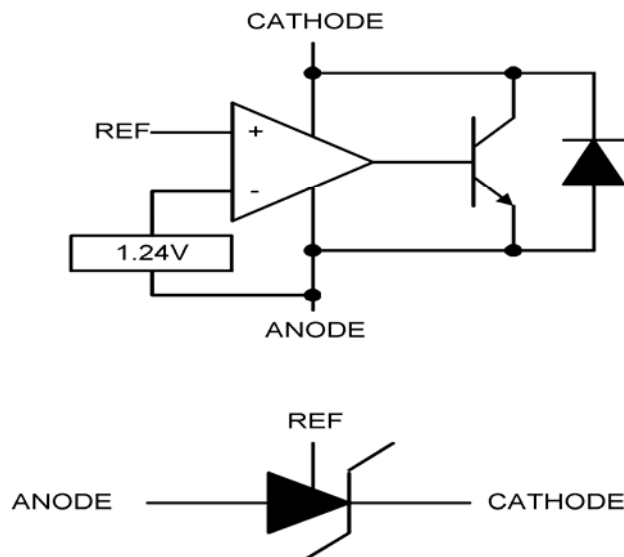 CATHODE
REF
+
-
1.24V
ANODE
REF
ANODE
CATHODE